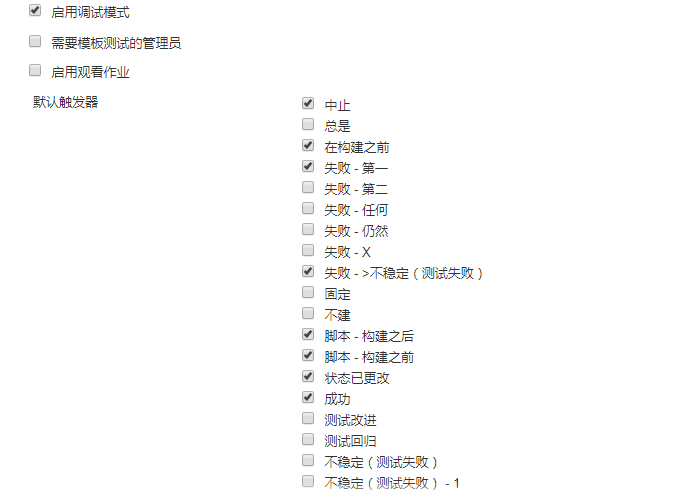 启用调试模式
需要模板测试的管理员
启用观看作业
默认触发器
中止
总是
在构建之前
失败 - 第一
失败 - 第二
失败 - 任何
失败 - 仍然
失败 - X
失败 - >不稳定（测试失败）
固定
不建
脚本 - 构建之后
脚本 - 构建之前
状态已更改
成功
测试改进
测试回归
不稳定（测试失败）
不稳定（测试失败） - 1